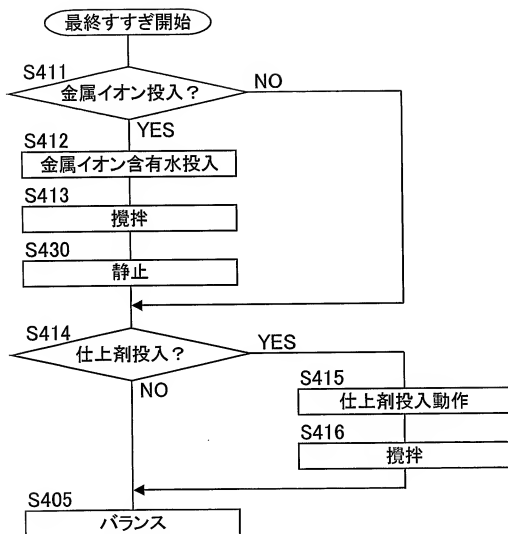 最終すすぎ開始
S411
金属イオン投入?
NO
YES
S412
金属イオン含有水投入
S413
攪拌
S430
静止
S414
仕上剤投入?
YES
NO
S415
仕上剤投入動作
S416
攪拌
S405
バランス